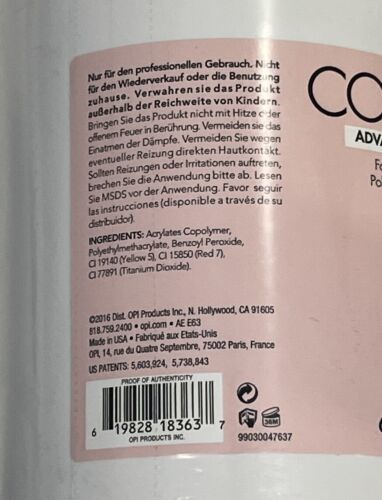 Nur für den professionellen Gebrauch. Nicht
für den Wiederverkauf oder die Benutzung
zuhause. Verwahren sie das Produkt
außerhalb der Reichweite von Kindern.
Bringen Sie das Produkt nicht mit Hitze oder
offenem Feuer in Berührung. Vermeiden sie das
Einatmen der Dämpfe. Vermeiden Sie wegen
eventueller Reizung direkten Hautkontakt.
Sollten Reizungen oder Irritationen auftreten,
brechen Sie die Anwendung bitte ab. Lesen
Sie MSDS vor der Anwendung. Favor seguir
las instrucciones (disponible a través de su
distribuidor).
INGREDIENTS: Acrylates Copolymer,
Polyethylmethacrylate, Benzoyl Peroxide,
CI 19140 (Yellow 5), CI 15850 (Red 7),
CI 77891 (Titanium Dioxide).
©2016 Dist. OPI Products Inc., N. Hollywood, CA 91605
818.759.2400 • opi.com • AE E63
Made in USA • Fabriqué aux Etats-Unis
OPI, 14, rue du Quatre Septembre, 75002 Paris, France
US PATENTS: 5,603,924, 5,738,843
PROOF OF AUTHENTICITY
6 19828 18363 7
OPI PRODUCTS INC.
36M
99030047637
CO
ADVA
Fo
Po